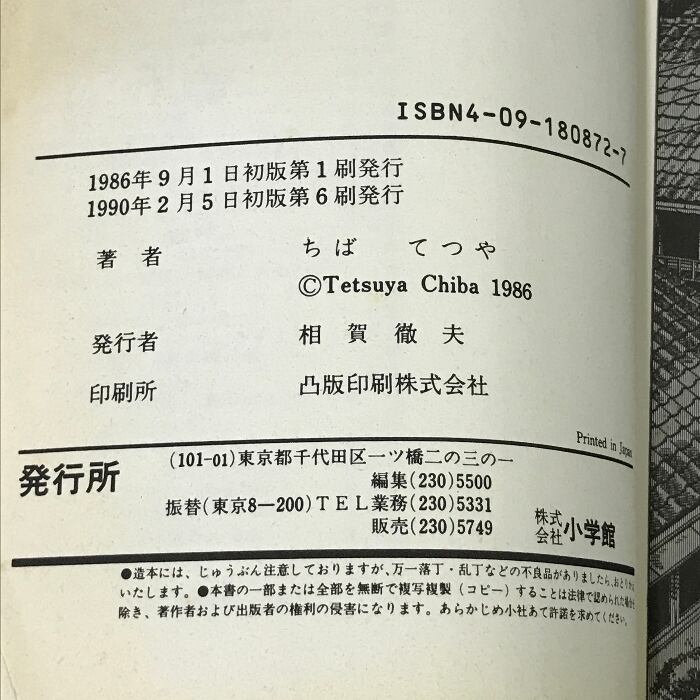 ISBN4-09-180872-7
1986年9月1日初版第1刷発行
1990年2月5日初版第6刷発行
著者 ちば てつや
©Tetsuya Chiba 1986
発行者 相賀徹夫
印刷所 凸版印刷株式会社
Printed in Japan
発行所 (101-01)東京都千代田区一ツ橋二の三の一
編集(230)5500
振替(東京8—200)TEL業務(230)5331
販売(230)5749
株式会社 小学館
●造本には、じゅうぶん注意しておりますが、万一落丁・乱丁などの不良品がありましたら、おとりかえ
いたします。●本書の一部または全部を無断で複写複製(コピー)することは法律で認められた場合を
除き、著作者および出版者の権利の侵害になります。あらかじめ小社あて許諾を求めてください。